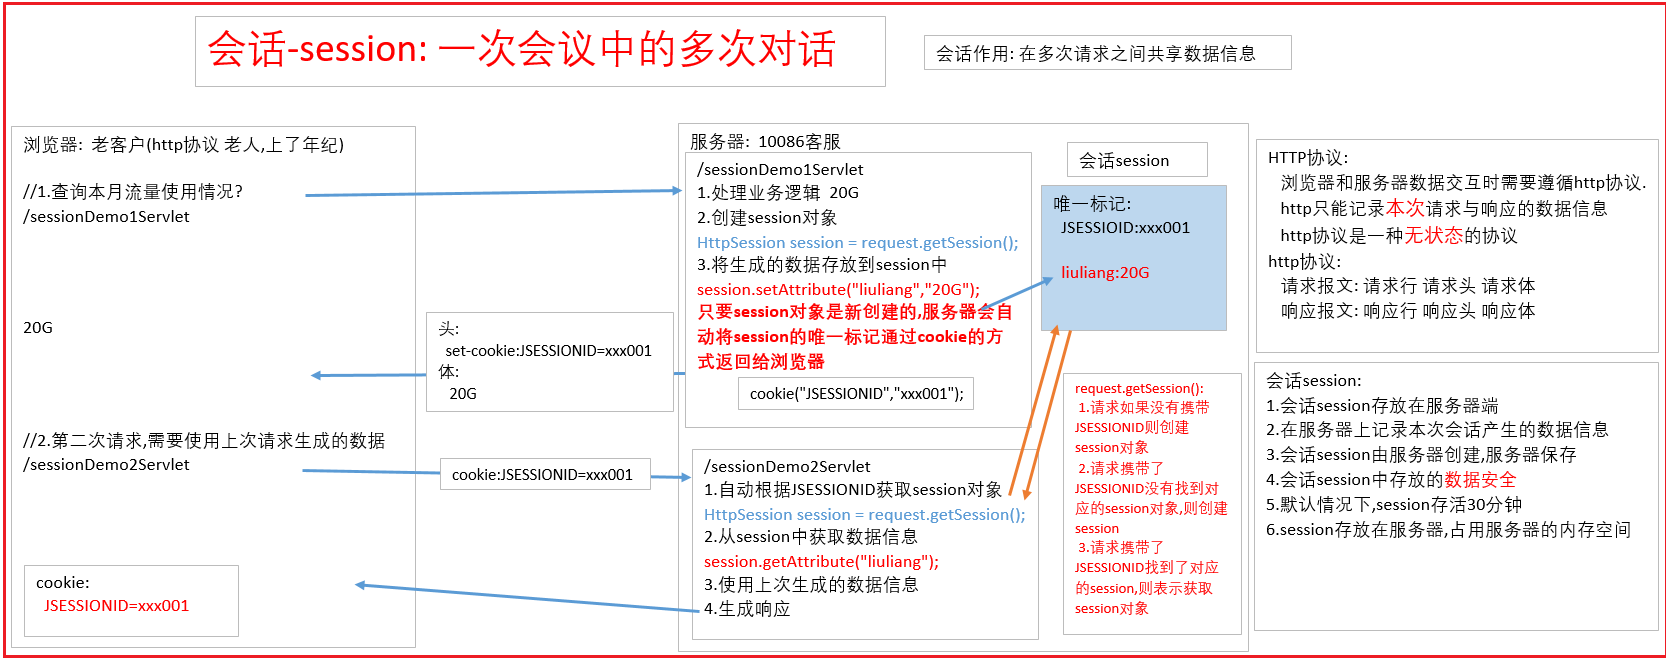 会话-session: 一次会议中的多次对话
会话作用: 在多次请求之间共享数据信息
浏览器: 老客户(http协议 老人,上了年纪)
//1.查询本月流量使用情况?
/sessionDemo1Servlet
20G
头:
set-cookie:JSESSIONID=xxx001
体:
20G
//2.第二次请求,需要使用上次请求生成的数据
/sessionDemo2Servlet
cookie:JSESSIONID=xxx001
cookie:
JSESSIONID=xxx001
服务器: 10086客服
/sessionDemo1Servlet
1.处理业务逻辑 20G
2.创建session对象
HttpSession session = request.getSession();
3.将生成的数据存放到session中
session.setAttribute("liuliang","20G");
只要session对象是新创建的,服务器会自
动将session的唯一标记通过cookie的方
式返回给浏览器
cookie("JSESSIONID","xxx001");
/sessionDemo2Servlet
1.自动根据JSESSIONID获取session对象
HttpSession session = request.getSession();
2.从session中获取数据信息
session.getAttribute("liuliang");
3.使用上次生成的数据信息
4.生成响应
会话session
唯一标记:
JSESSIOID:xxx001
liuliang:20G
request.getSession():
1.请求如果没有携带
JSESSIONID则创建
session对象
2.请求携带了
JSESSIONID没有找到对
应的session对象,则创建
session
3.请求携带了
JSESSIONID找到了对应
的session,则表示获取
session对象
HTTP协议:
浏览器和服务器数据交互时需要遵循http协议.
http只能记录本次请求与响应的数据信息
http协议是一种无状态的协议
http协议:
请求报文: 请求行 请求头 请求体
响应报文: 响应行 响应头 响应体
会话session:
1.会话session存放在服务器端
2.在服务器上记录本次会话产生的数据信息
3.会话session由服务器创建,服务器保存
4.会话session中存放的数据安全
5.默认情况下,session存活30分钟
6.session存放在服务器,占用服务器的内存空间